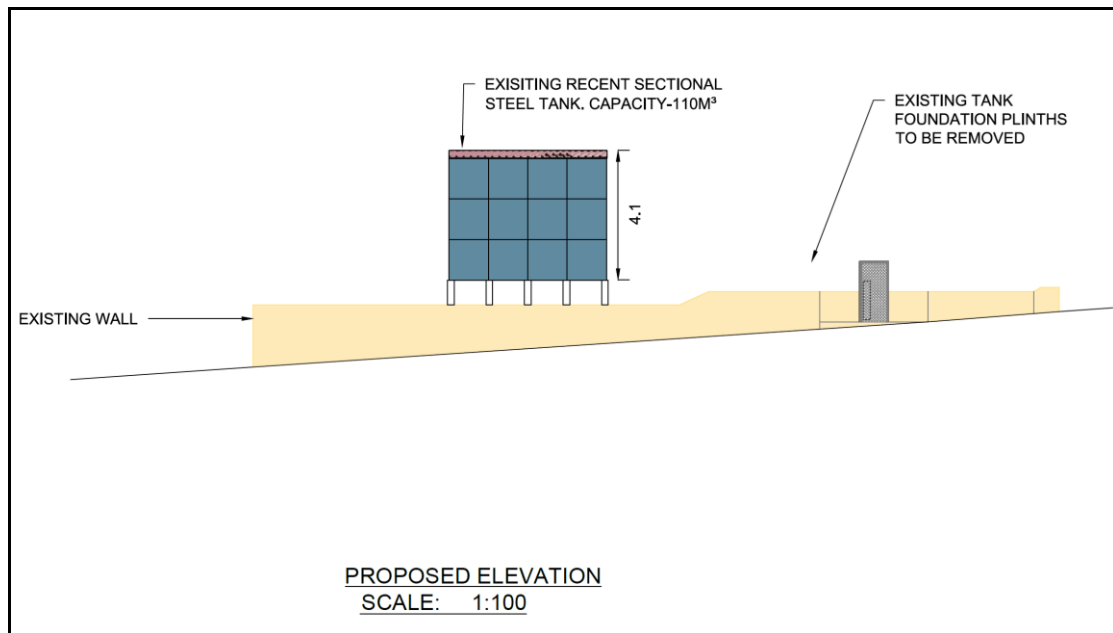 EXISITING RECENT SECTIONAL
STEEL TANK. CAPACITY-110M³
EXISTING TANK
FOUNDATION PLINTHS
TO BE REMOVED
4.1
EXISTING WALL
PROPOSED ELEVATION
SCALE: 1:100